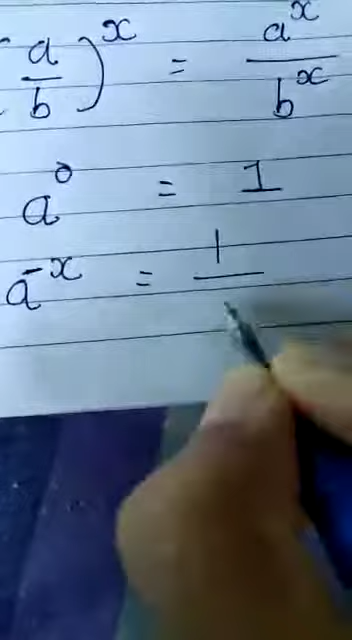 (a/b)^x = a^x/b^x
a^0 = 1
a^-x = 1/